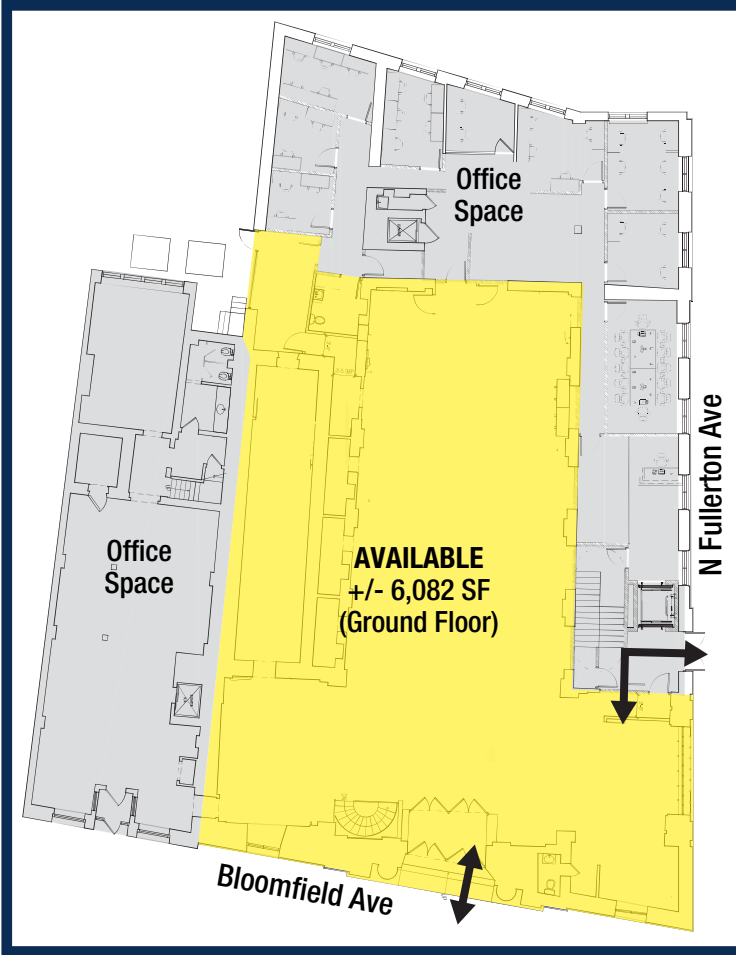 Office
Space
Office
Space
AVAILABLE
+/- 6,082 SF
(Ground Floor)
N Fullerton Ave
Bloomfield Ave